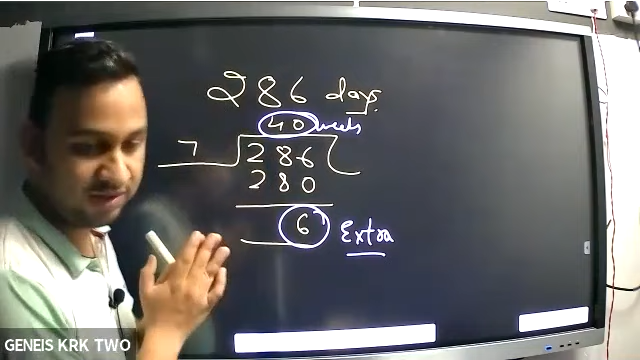 286 days
40 weeks
7 286
280
6
Extra
GENEIS KRK TWO